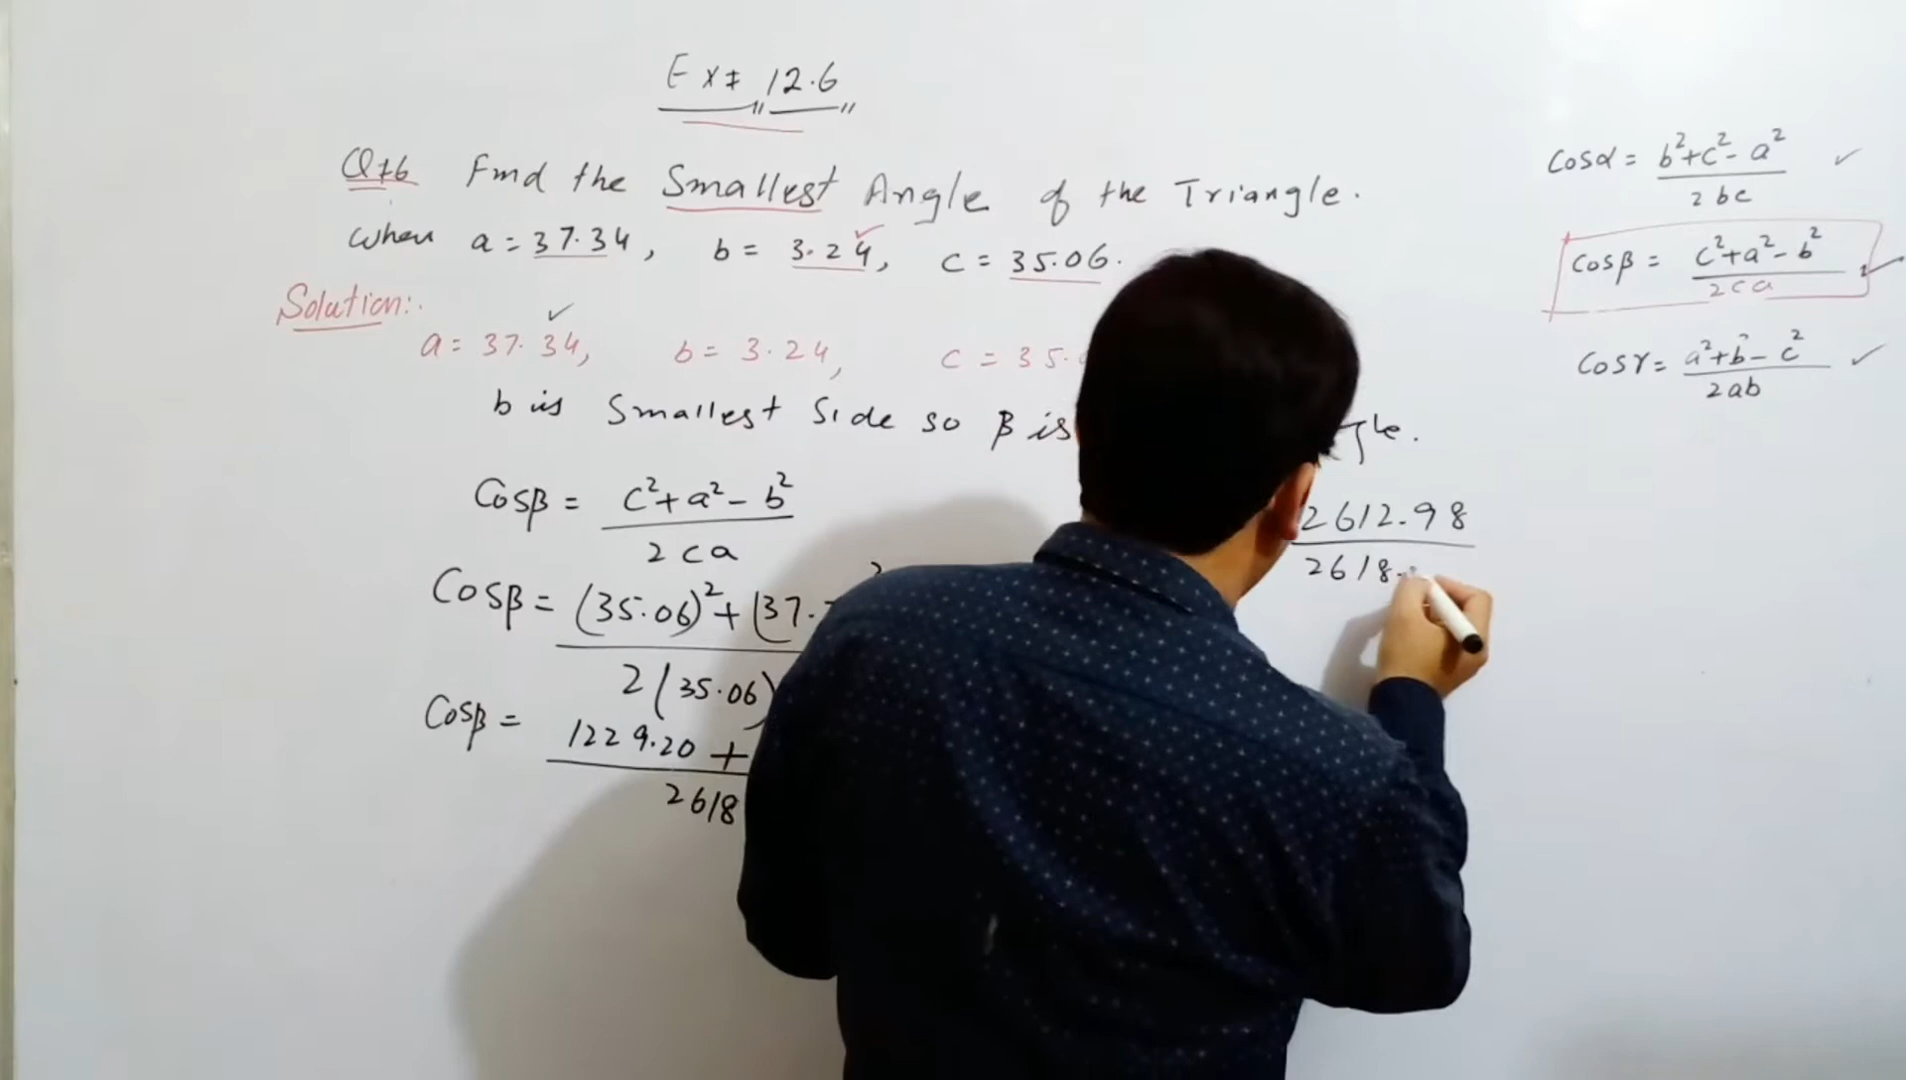 Ex# 12.6
Q#6 Find the Smallest Angle of the Triangle.
When a = 37.34, b = 3.24, c = 35.06.
Solution:.
a = 37.34, b = 3.24, c = 35.
b is Smallest Side so β is
Cosβ = c²+a²-b² / 2ca
Cosβ = (35.06)²+(37. / 2(35.06)
Cosβ = 1229.20 + / 2618
2612.98 / 2618.
Cosα = b²+c²-a² / 2bc
Cosβ = c²+a²-b² / 2ca
Cosγ = a²+b-c² / 2ab